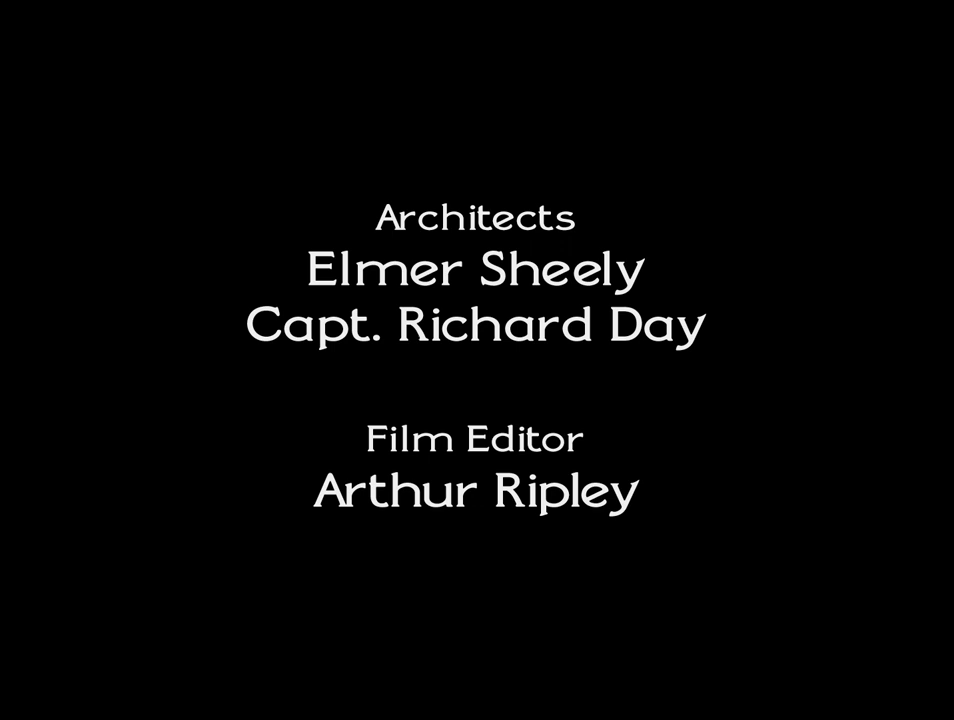 Architects
Elmer Sheely
Capt. Richard Day
Film Editor
Arthur Ripley